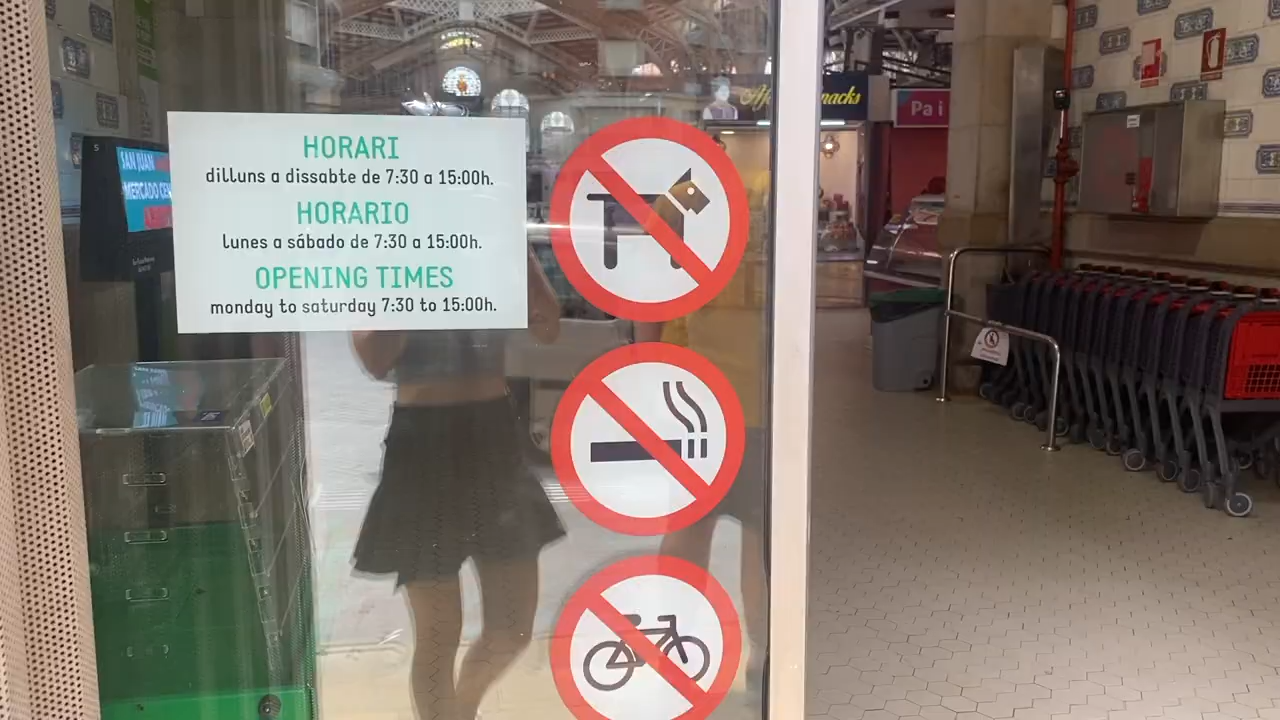 HORARI
dilluns a dissabte de 7:30 a 15:00h.
HORARIO
lunes a sábado de 7:30 a 15:00h.
OPENING TIMES
monday to saturday 7:30 to 15:00h.
SAN JUAN
MERCADO CEN
nacks
Pa i